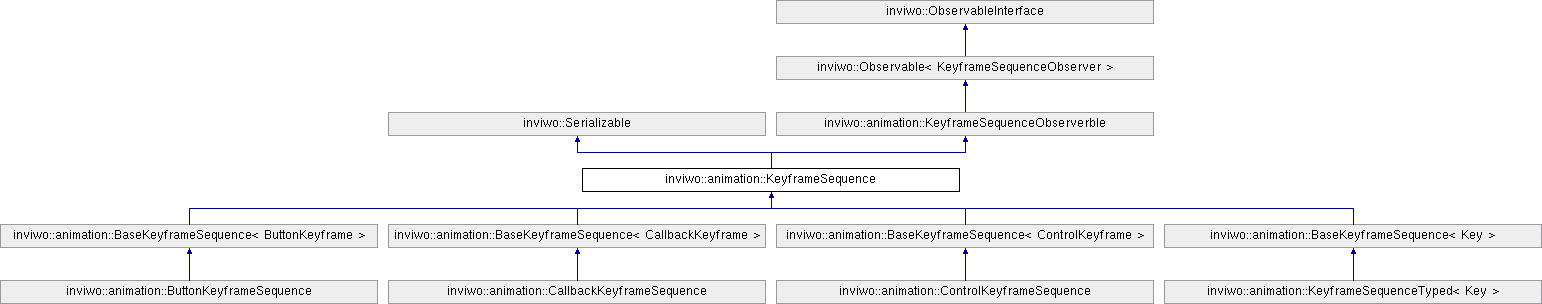 inviwo::ObservableInterface
inviwo::Observable< KeyframeSequenceObserver >
inviwo::Serializable
inviwo::animation::KeyframeSequenceObserverble
inviwo::animation::KeyframeSequence
inviwo::animation::BaseKeyframeSequence< ButtonKeyframe >
inviwo::animation::BaseKeyframeSequence< CallbackKeyframe >
inviwo::animation::BaseKeyframeSequence< ControlKeyframe >
inviwo::animation::BaseKeyframeSequence< Key >
inviwo::animation::ButtonKeyframeSequence
inviwo::animation::CallbackKeyframeSequence
inviwo::animation::ControlKeyframeSequence
inviwo::animation::KeyframeSequenceTyped< Key >